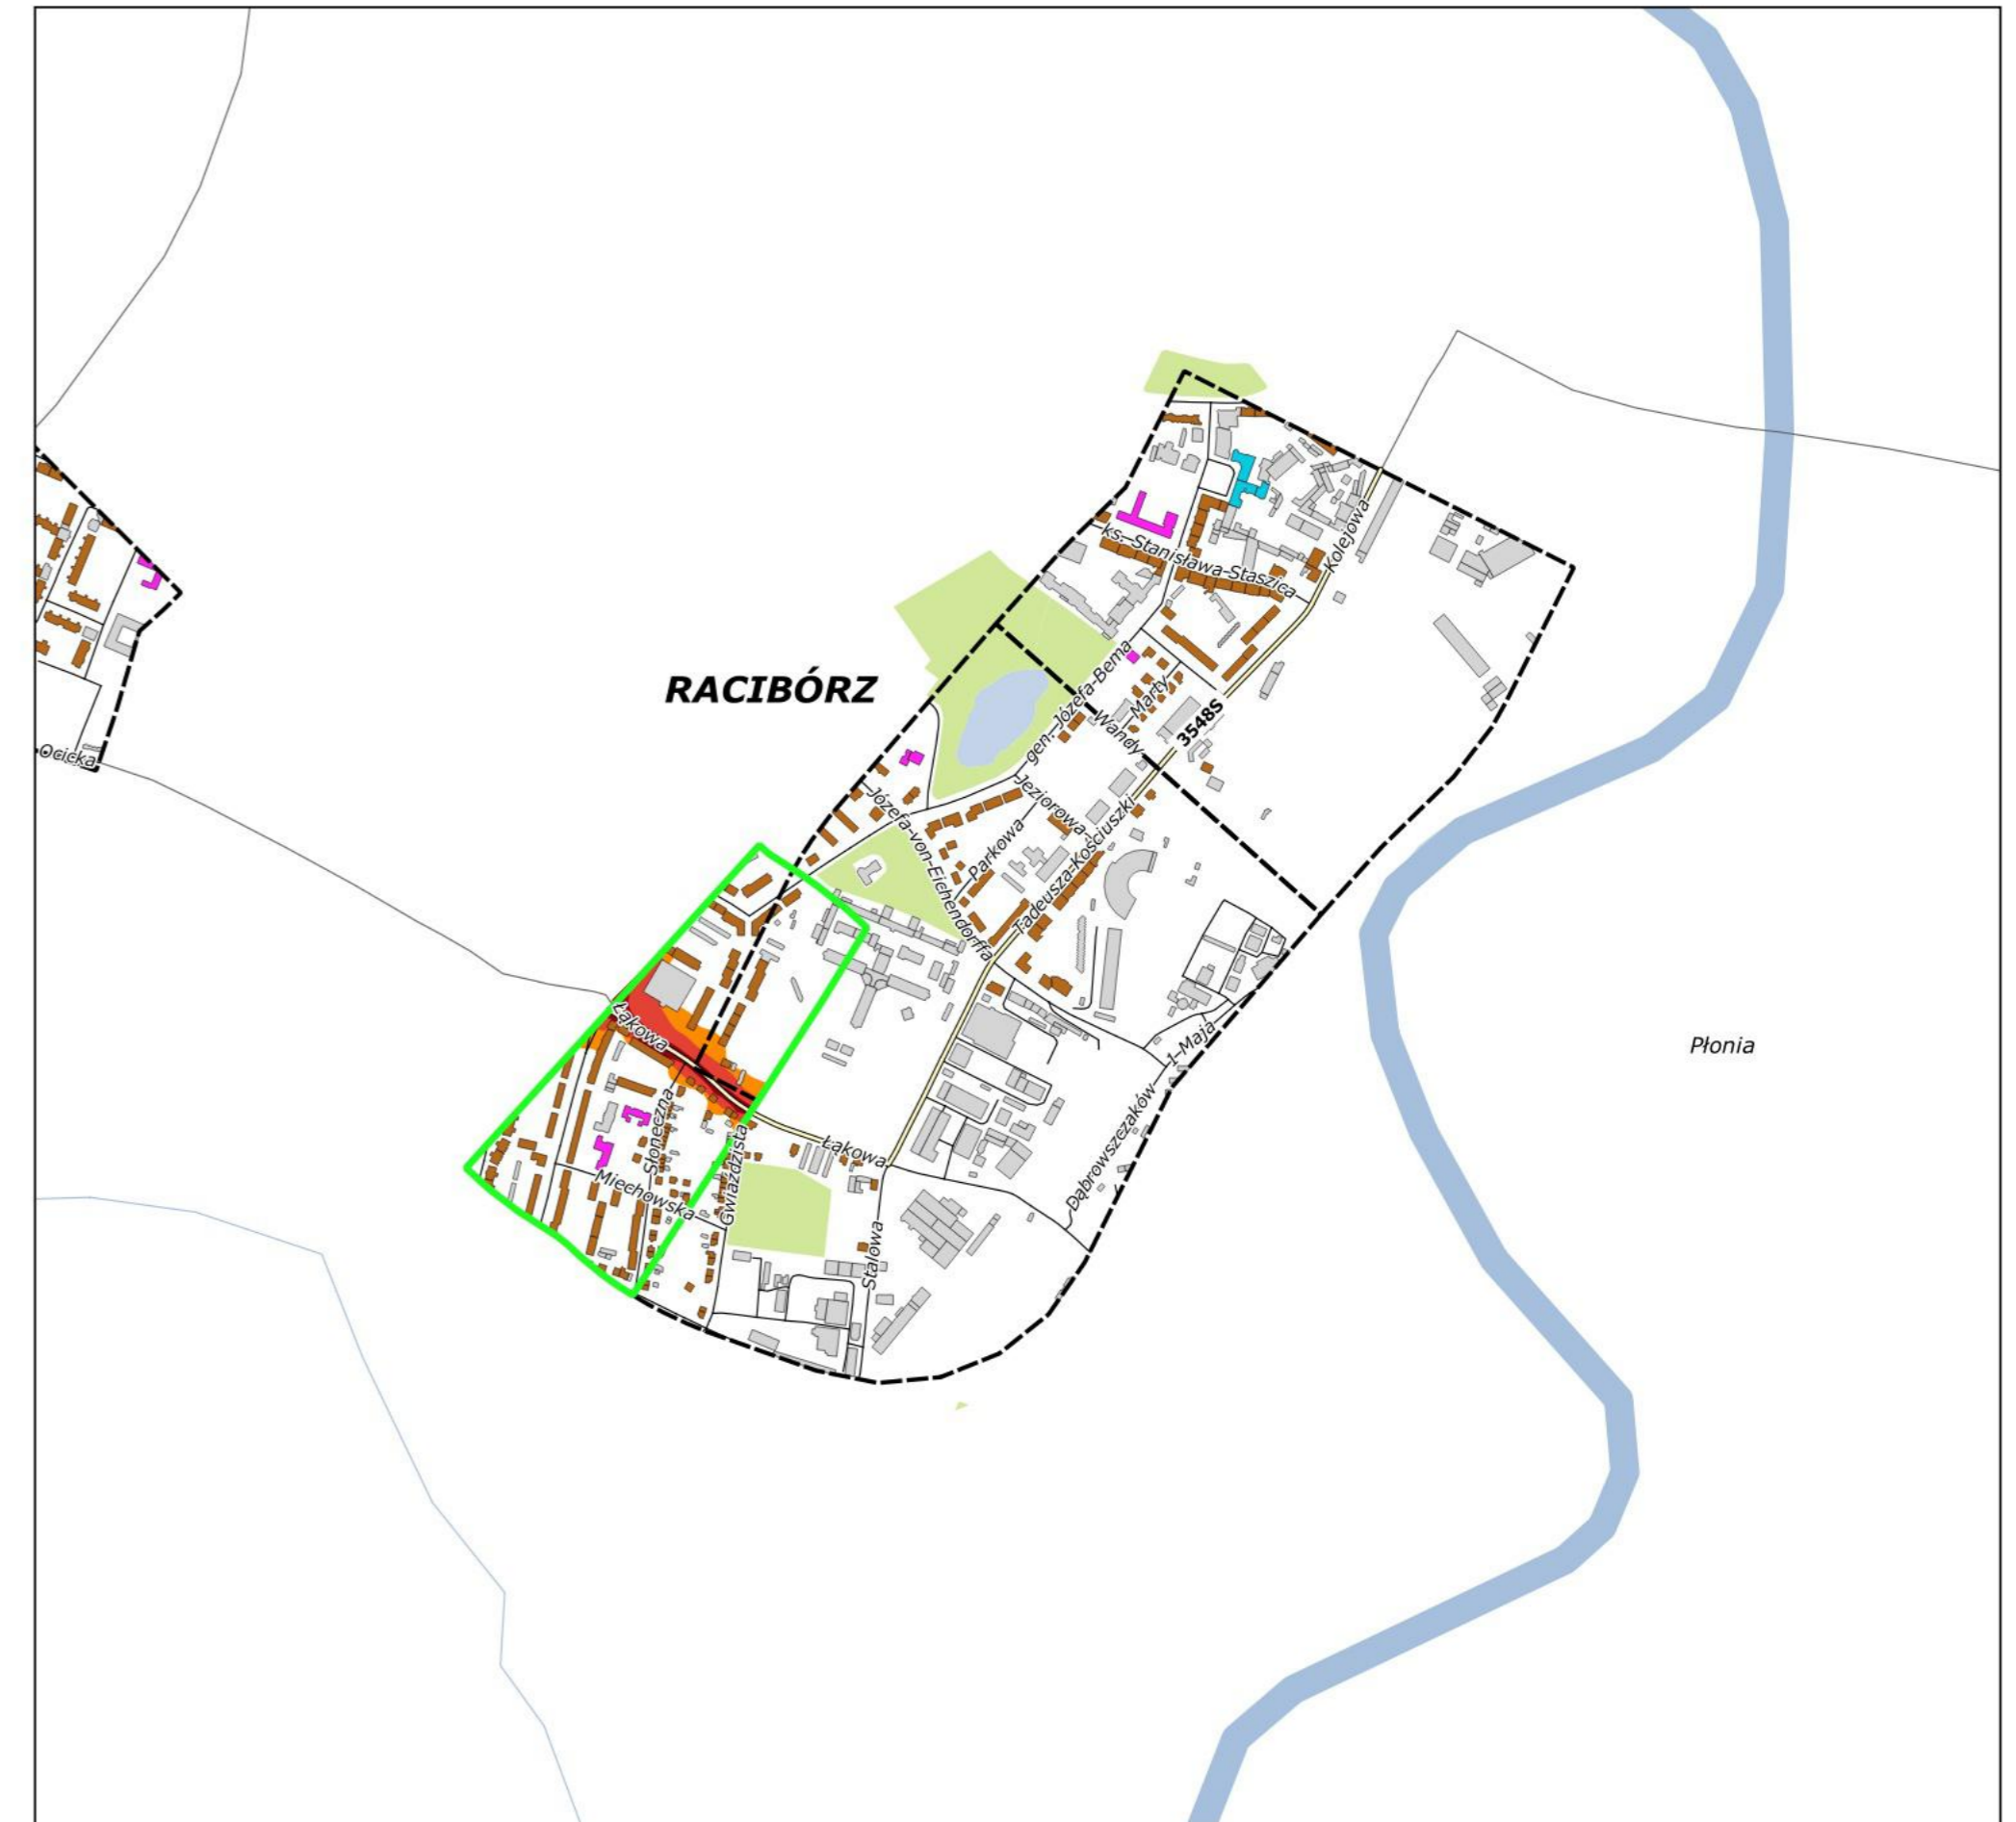 Kolejowa
ks. Stanisława Staszica
gen. Józefa Bema
Marty
RACIBÓRZ
3548S
Wandy
Ocicka
Jeziorowa
Józefa von Eichendorffa
Parkowa
Tadeusza Kościuszki
Łąkowa
1 Maja
Płonia
Słoneczna
Dąbrowszczaków
Łąkowa
Gwiaździsta
Miechowska
Stalowa